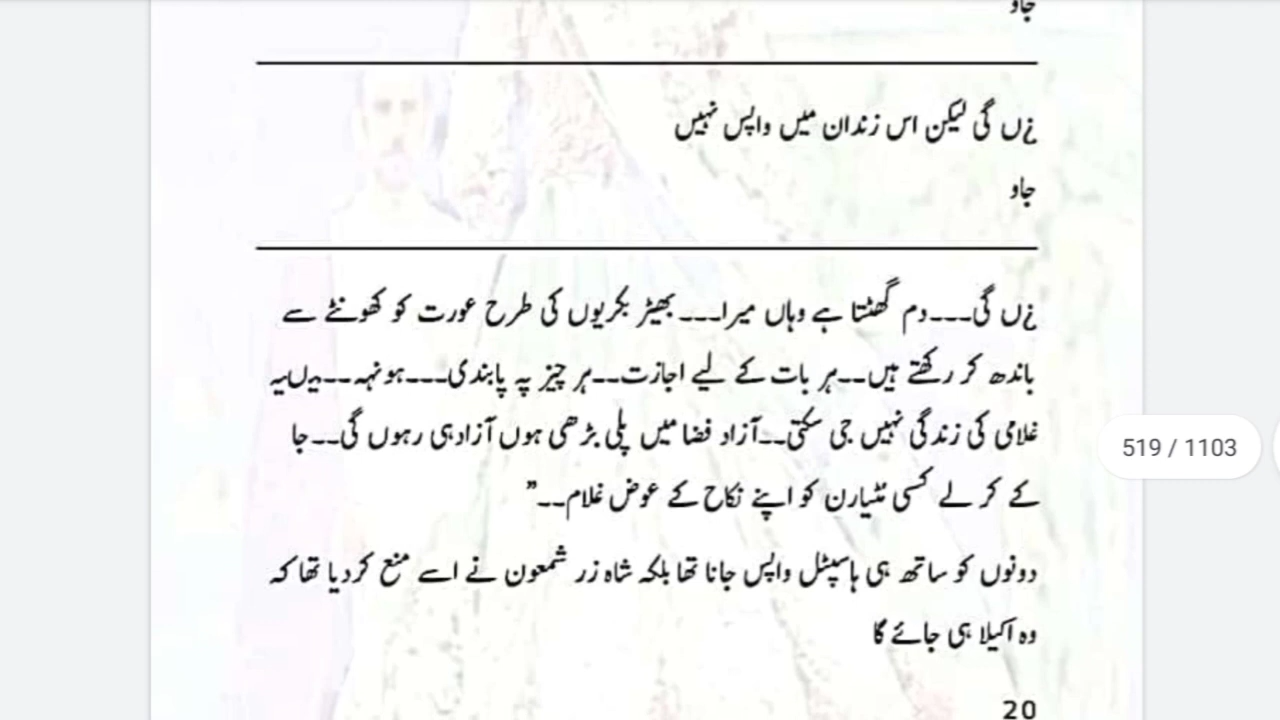 جاو
ﺧں گی لیکن اس زندان میں واپس نہیں
جاو
ﺧں گی۔۔۔دم گھٹتا ہے وہاں میرا۔۔۔بھیڑ بکریوں کی طرح عورت کو کھونٹے سے
باندھ کر رکھتے ہیں۔۔ہر بات کے لیے اجازت۔۔ہر چیز پہ پابندی۔۔۔ہونہہ۔۔میں یہ
غلامی کی زندگی نہیں جی سکتی۔۔آزاد فضا میں پلی بڑھی ہوں آزاد ہی رہوں گی۔۔جا
کے کر لے کسی مٹیارن کو اپنے نکاح کے عوض غلام۔۔”
دونوں کو ساتھ ہی ہاسپٹل واپس جانا تھا بلکہ شاہ زر شمعون نے اسے منع کردیا تھا کہ
وہ اکیلا ہی جائے گا
519 / 1103
20